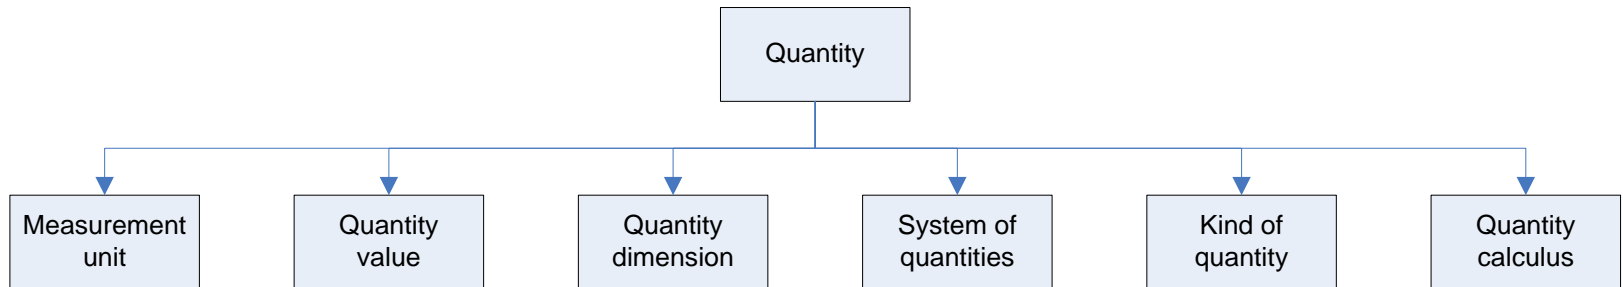 Quantity
Measurement
unit
Quantity
value
Quantity
dimension
System of
quantities
Kind of
quantity
Quantity
calculus